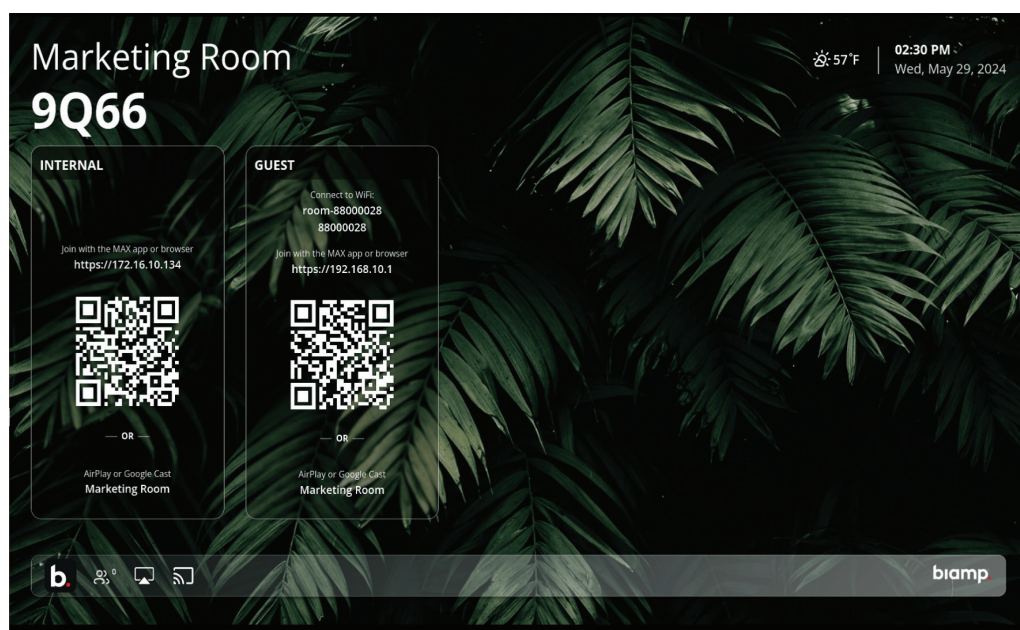 Marketing Room
9Q66
57°F
02:30 PM
Wed, May 29, 2024
INTERNAL
Join with the MAX app or browser
https://172.16.10.134
OR
AirPlay or Google Cast
Marketing Room
GUEST
Connect to WiFi:
room-88000028
88000028
Join with the MAX app or browser
https://192.168.10.1
OR
AirPlay or Google Cast
Marketing Room
b.
0
biamp.